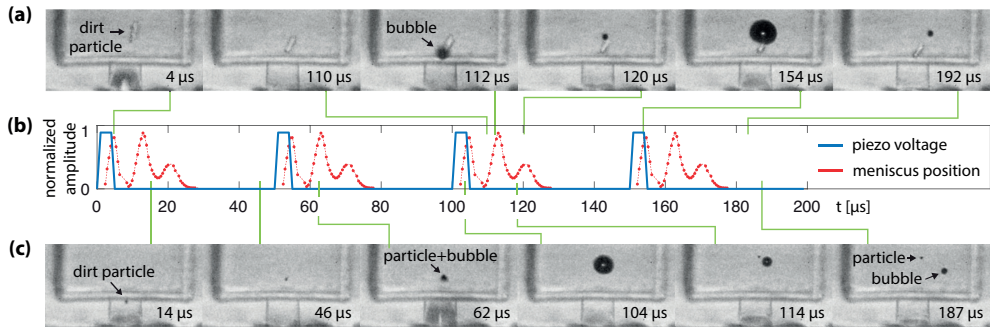 (a)
dirt
particle
bubble
4 µs
110 µs
112 µs
120 µs
154 µs
192 µs
(b)
normalized
amplitude
1
0
piezo voltage
meniscus position
0
20
40
60
80
100
120
140
160
180
200
t [µs]
(c)
dirt particle
particle+bubble
particle
bubble
14 µs
46 µs
62 µs
104 µs
114 µs
187 µs